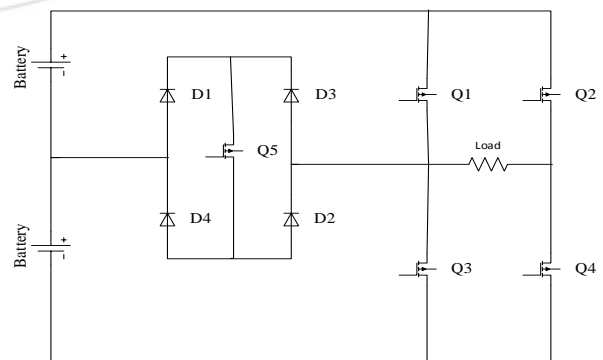 Battery
+
-
D1
D3
Q1
Q2
Q5
Load
D4
D2
Battery
+
-
Q3
Q4